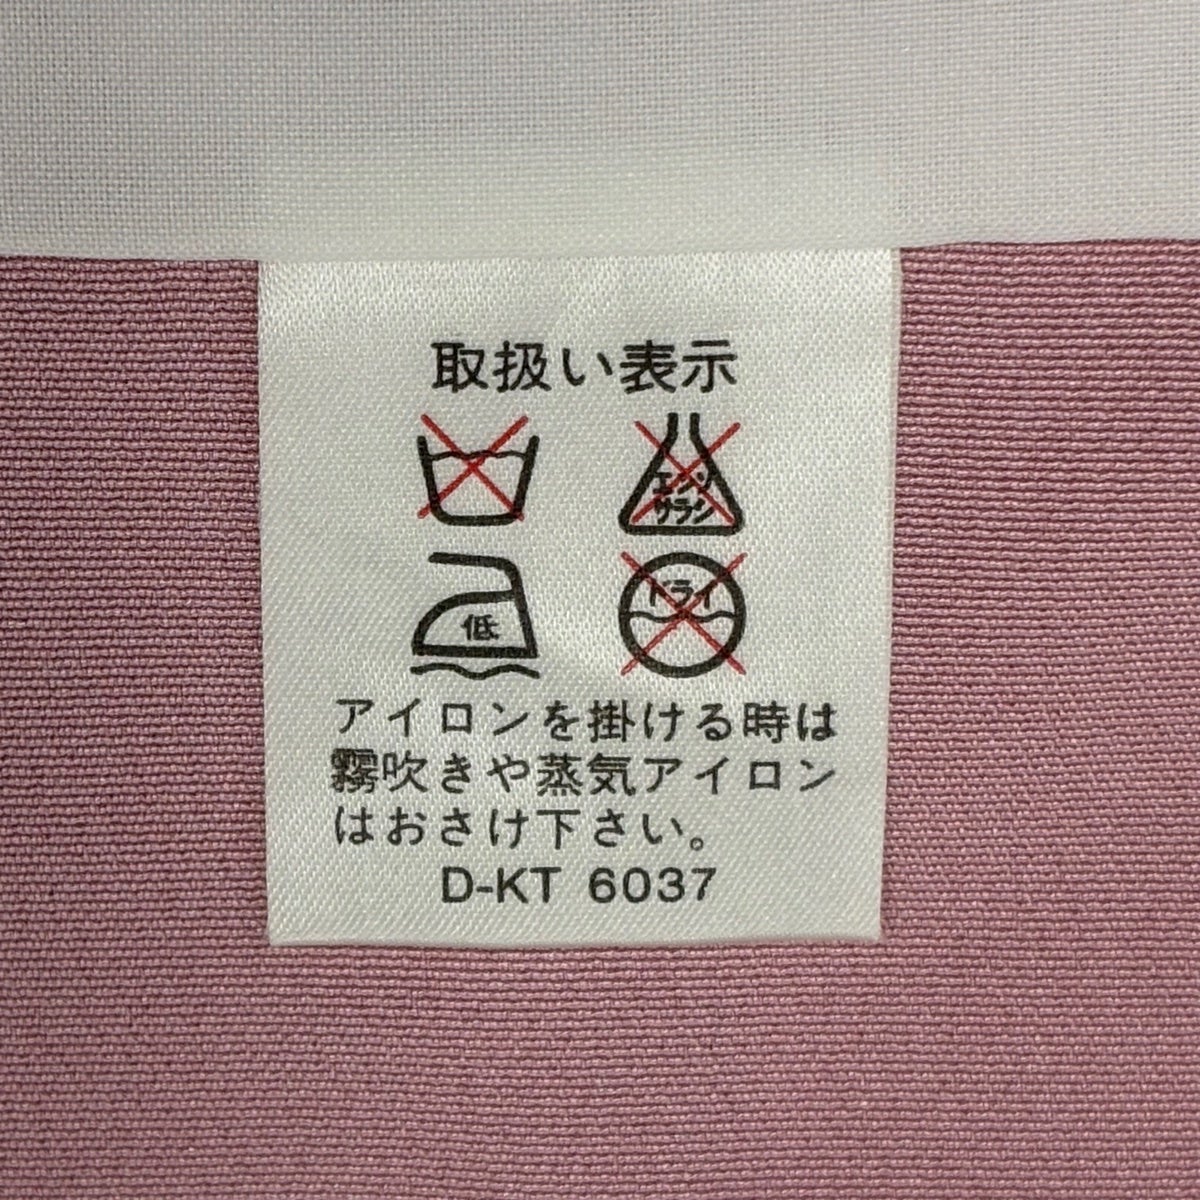 取扱い表示
エンソ
サラシ
低
ドライ
アイロンを掛ける時は
霧吹きや蒸気アイロン
はおさけ下さい。
D-KT 6037